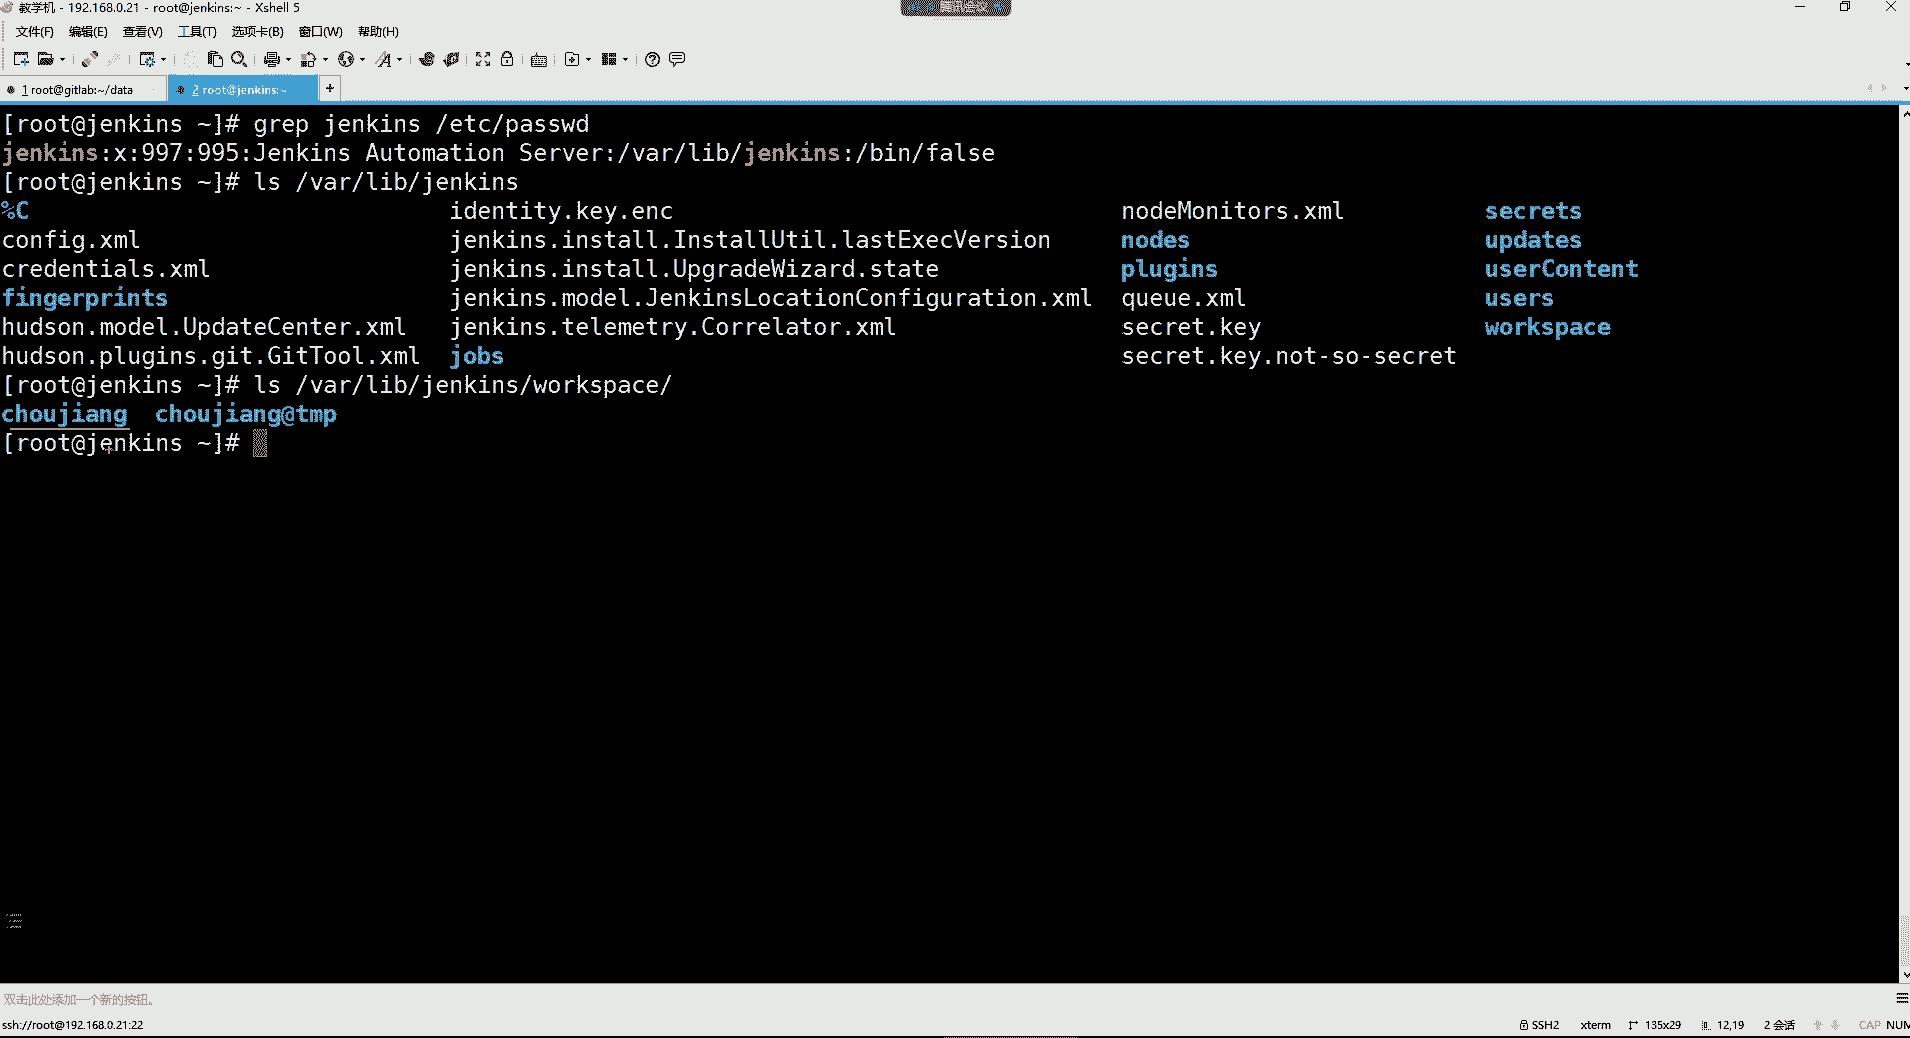 教学机 - 192.168.0.21 - root@jenkins:~ - Xshell 5
腾讯会议
文件(F) 编辑(E) 查看(V) 工具(T) 选项卡(B) 窗口(W) 帮助(H)
1 root@gitlab:~/data 2 root@jenkins:~ +
[root@jenkins ~]# grep jenkins /etc/passwd
jenkins:x:997:995:Jenkins Automation Server:/var/lib/jenkins:/bin/false
[root@jenkins ~]# ls /var/lib/jenkins
%C identity.key.enc nodeMonitors.xml secrets
config.xml jenkins.install.InstallUtil.lastExecVersion nodes updates
credentials.xml jenkins.install.UpgradeWizard.state plugins userContent
fingerprints jenkins.model.JenkinsLocationConfiguration.xml queue.xml users
hudson.model.UpdateCenter.xml jenkins.telemetry.Correlator.xml secret.key workspace
hudson.plugins.git.GitTool.xml jobs secret.key.not-so-secret
[root@jenkins ~]# ls /var/lib/jenkins/workspace/
choujiang choujiang@tmp
[root@jenkins ~]#
双击此处添加一个新的按钮。
ssh://root@192.168.0.21:22 SSH2 xterm 135x29 12,19 2 会话 CAP NUM